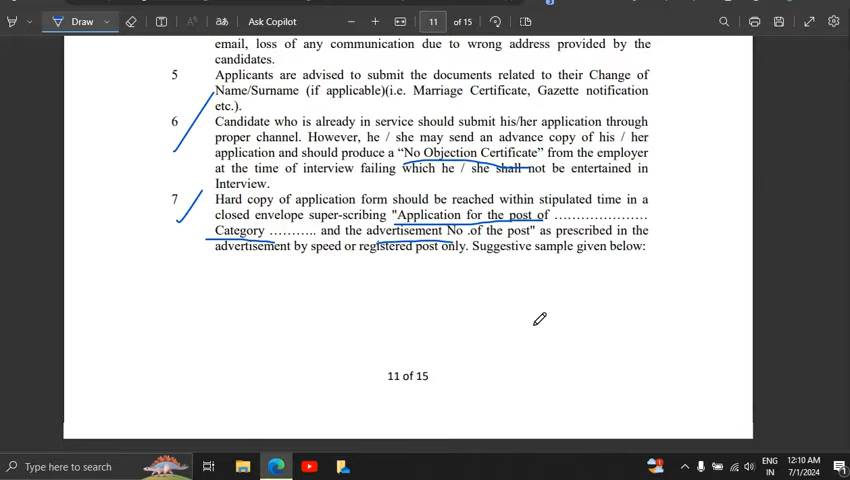 Draw
Ask Copilot
11
of 15
email, loss of any communication due to wrong address provided by the
candidates.
5 Applicants are advised to submit the documents related to their Change of
Name/Surname (if applicable)(i.e. Marriage Certificate, Gazette notification
etc.).
6 Candidate who is already in service should submit his/her application through
proper channel. However, he / she may send an advance copy of his / her
application and should produce a “No Objection Certificate” from the employer
at the time of interview failing which he / she shall not be entertained in
Interview.
7 Hard copy of application form should be reached within stipulated time in a
closed envelope super-scribing "Application for the post of …………………
Category ……….. and the advertisement No .of the post" as prescribed in the
advertisement by speed or registered post only. Suggestive sample given below:
11 of 15
Type here to search
ENG
IN
12:10 AM
7/1/2024